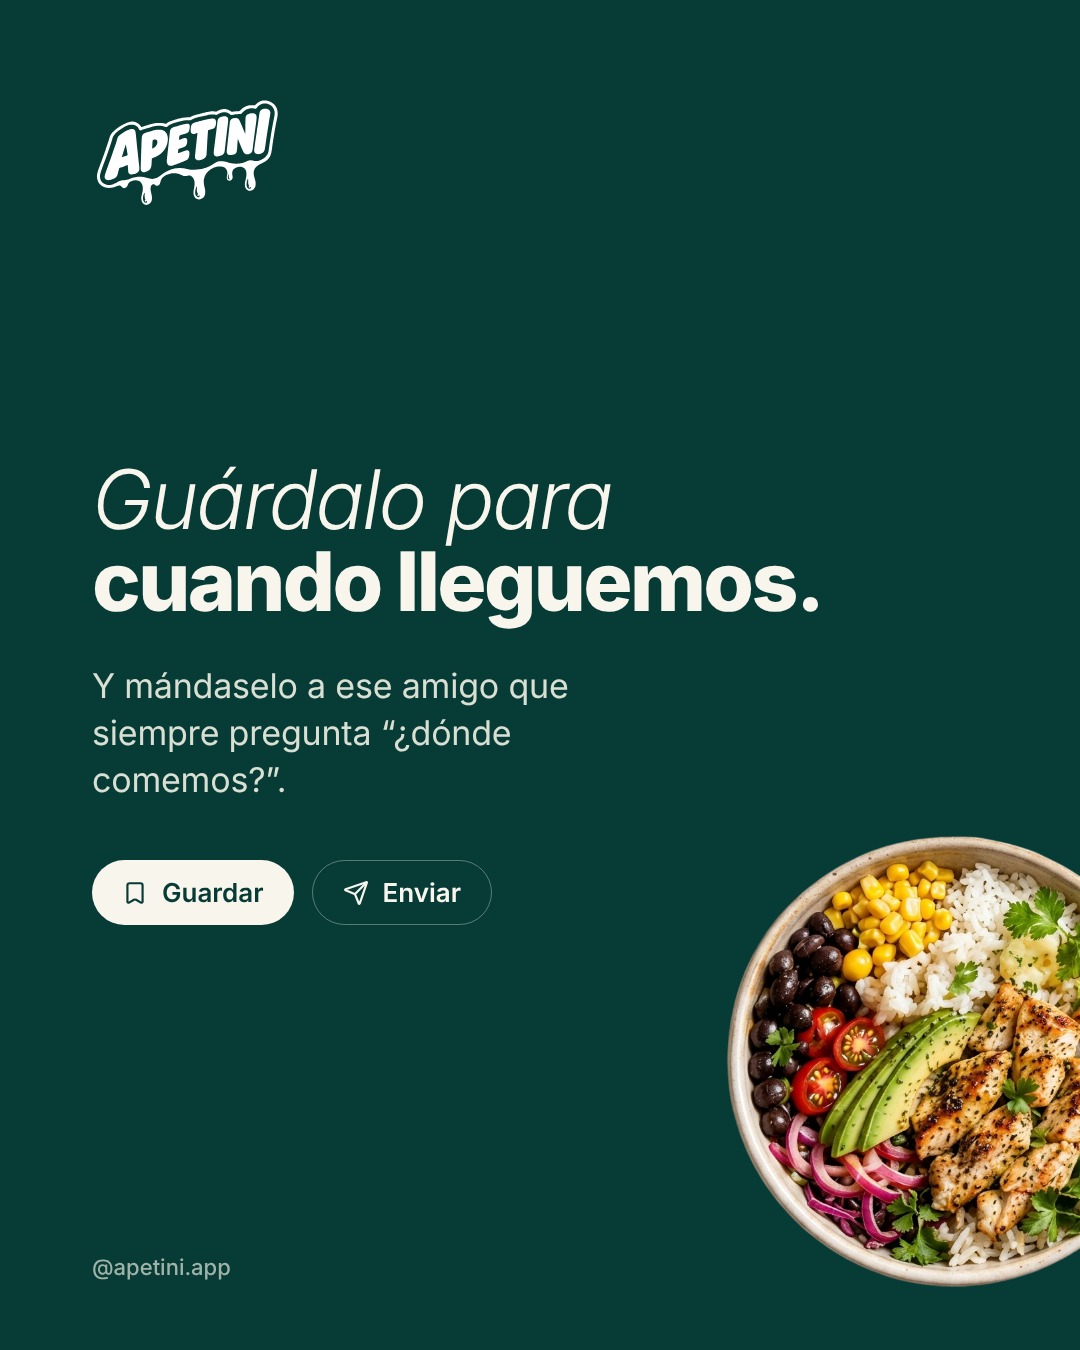 APETINI
Guárdalo para
cuando lleguemos.
Y mándaselo a ese amigo que
siempre pregunta “¿dónde
comemos?”.
Guardar
Enviar
@apetini.app